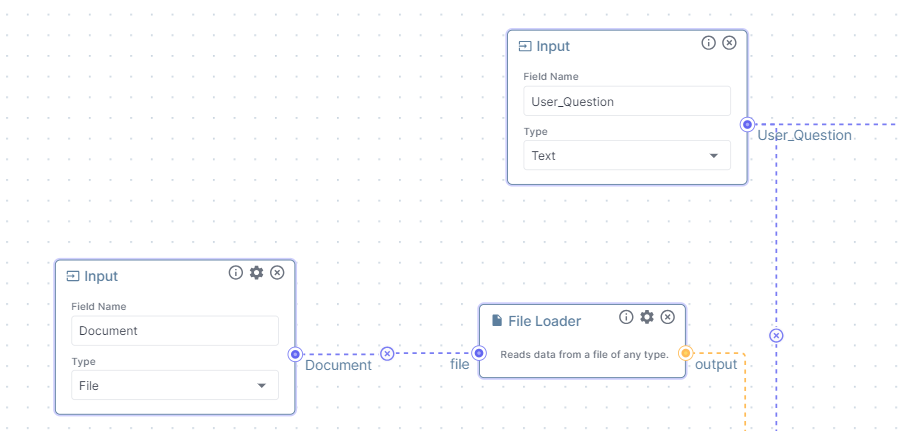 Input
Field Name
User_Question
Type
Text
User_Question
Input
Field Name
Document
Type
File
Document
file
File Loader
Reads data from a file of any type.
output